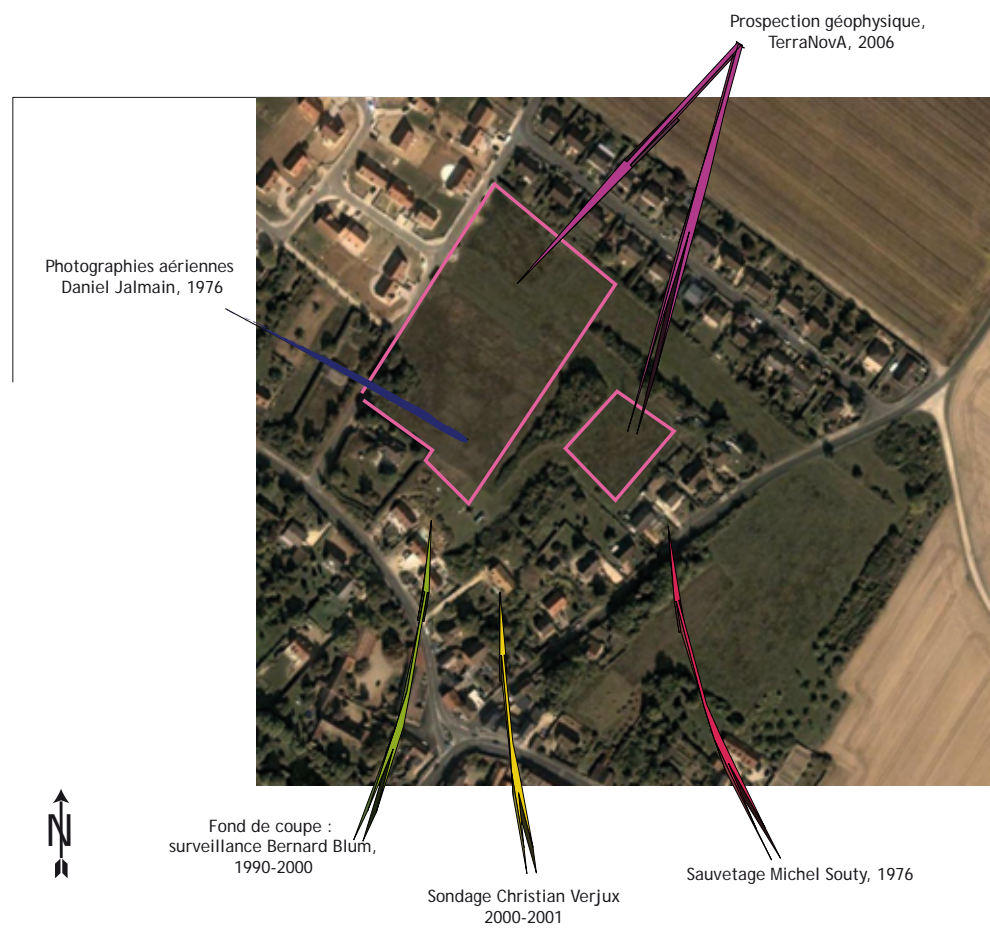 Prospection géophysique,
TerraNovA, 2006
Photographies aériennes
Daniel Jalmain, 1976
N
Fond de coupe :
surveillance Bernard Blum,
1990-2000
Sondage Christian Verjux
2000-2001
Sauvetage Michel Souty, 1976